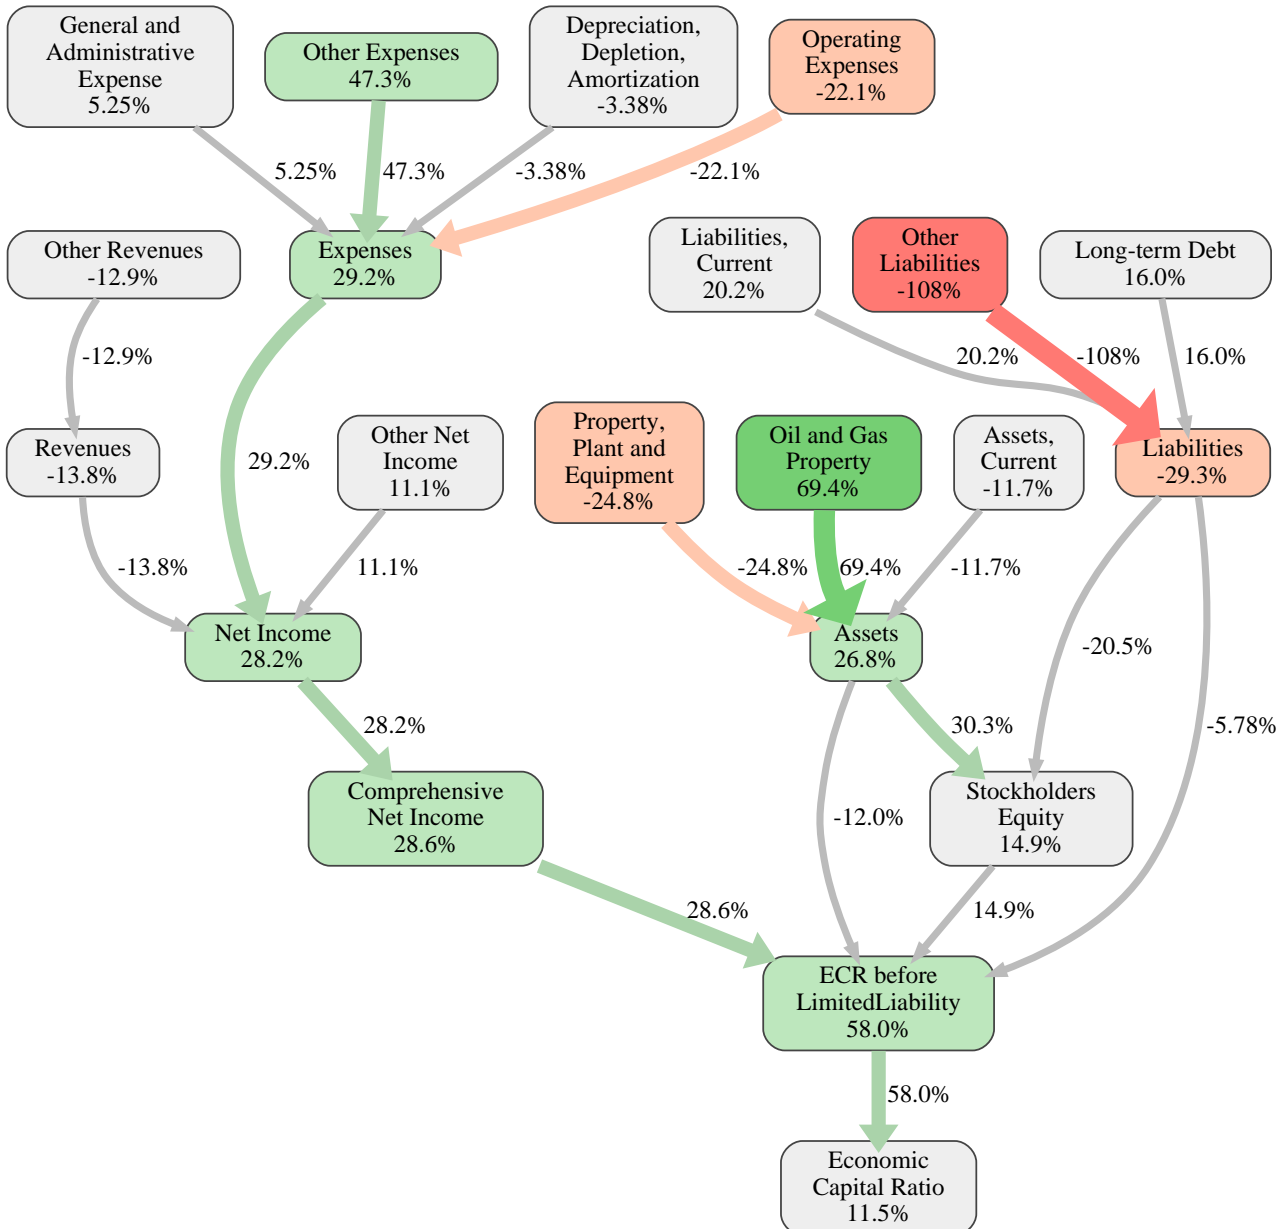 General and
Administrative
Expense
5.25%
Other Expenses
47.3%
Depreciation,
Depletion,
Amortization
-3.38%
Operating
Expenses
-22.1%
5.25%
47.3%
-3.38%
-22.1%
Other Revenues
-12.9%
Expenses
29.2%
Liabilities,
Current
20.2%
Other
Liabilities
-108%
Long-term Debt
16.0%
-12.9%
20.2%
-108%
16.0%
Revenues
-13.8%
29.2%
Other Net
Income
11.1%
Property,
Plant and
Equipment
-24.8%
Oil and Gas
Property
69.4%
Assets,
Current
-11.7%
Liabilities
-29.3%
-13.8%
11.1%
-24.8%
69.4%
-11.7%
Net Income
28.2%
Assets
26.8%
-20.5%
28.2%
30.3%
-5.78%
Comprehensive
Net Income
28.6%
-12.0%
Stockholders
Equity
14.9%
28.6%
14.9%
ECR before
LimitedLiability
58.0%
58.0%
Economic
Capital Ratio
11.5%